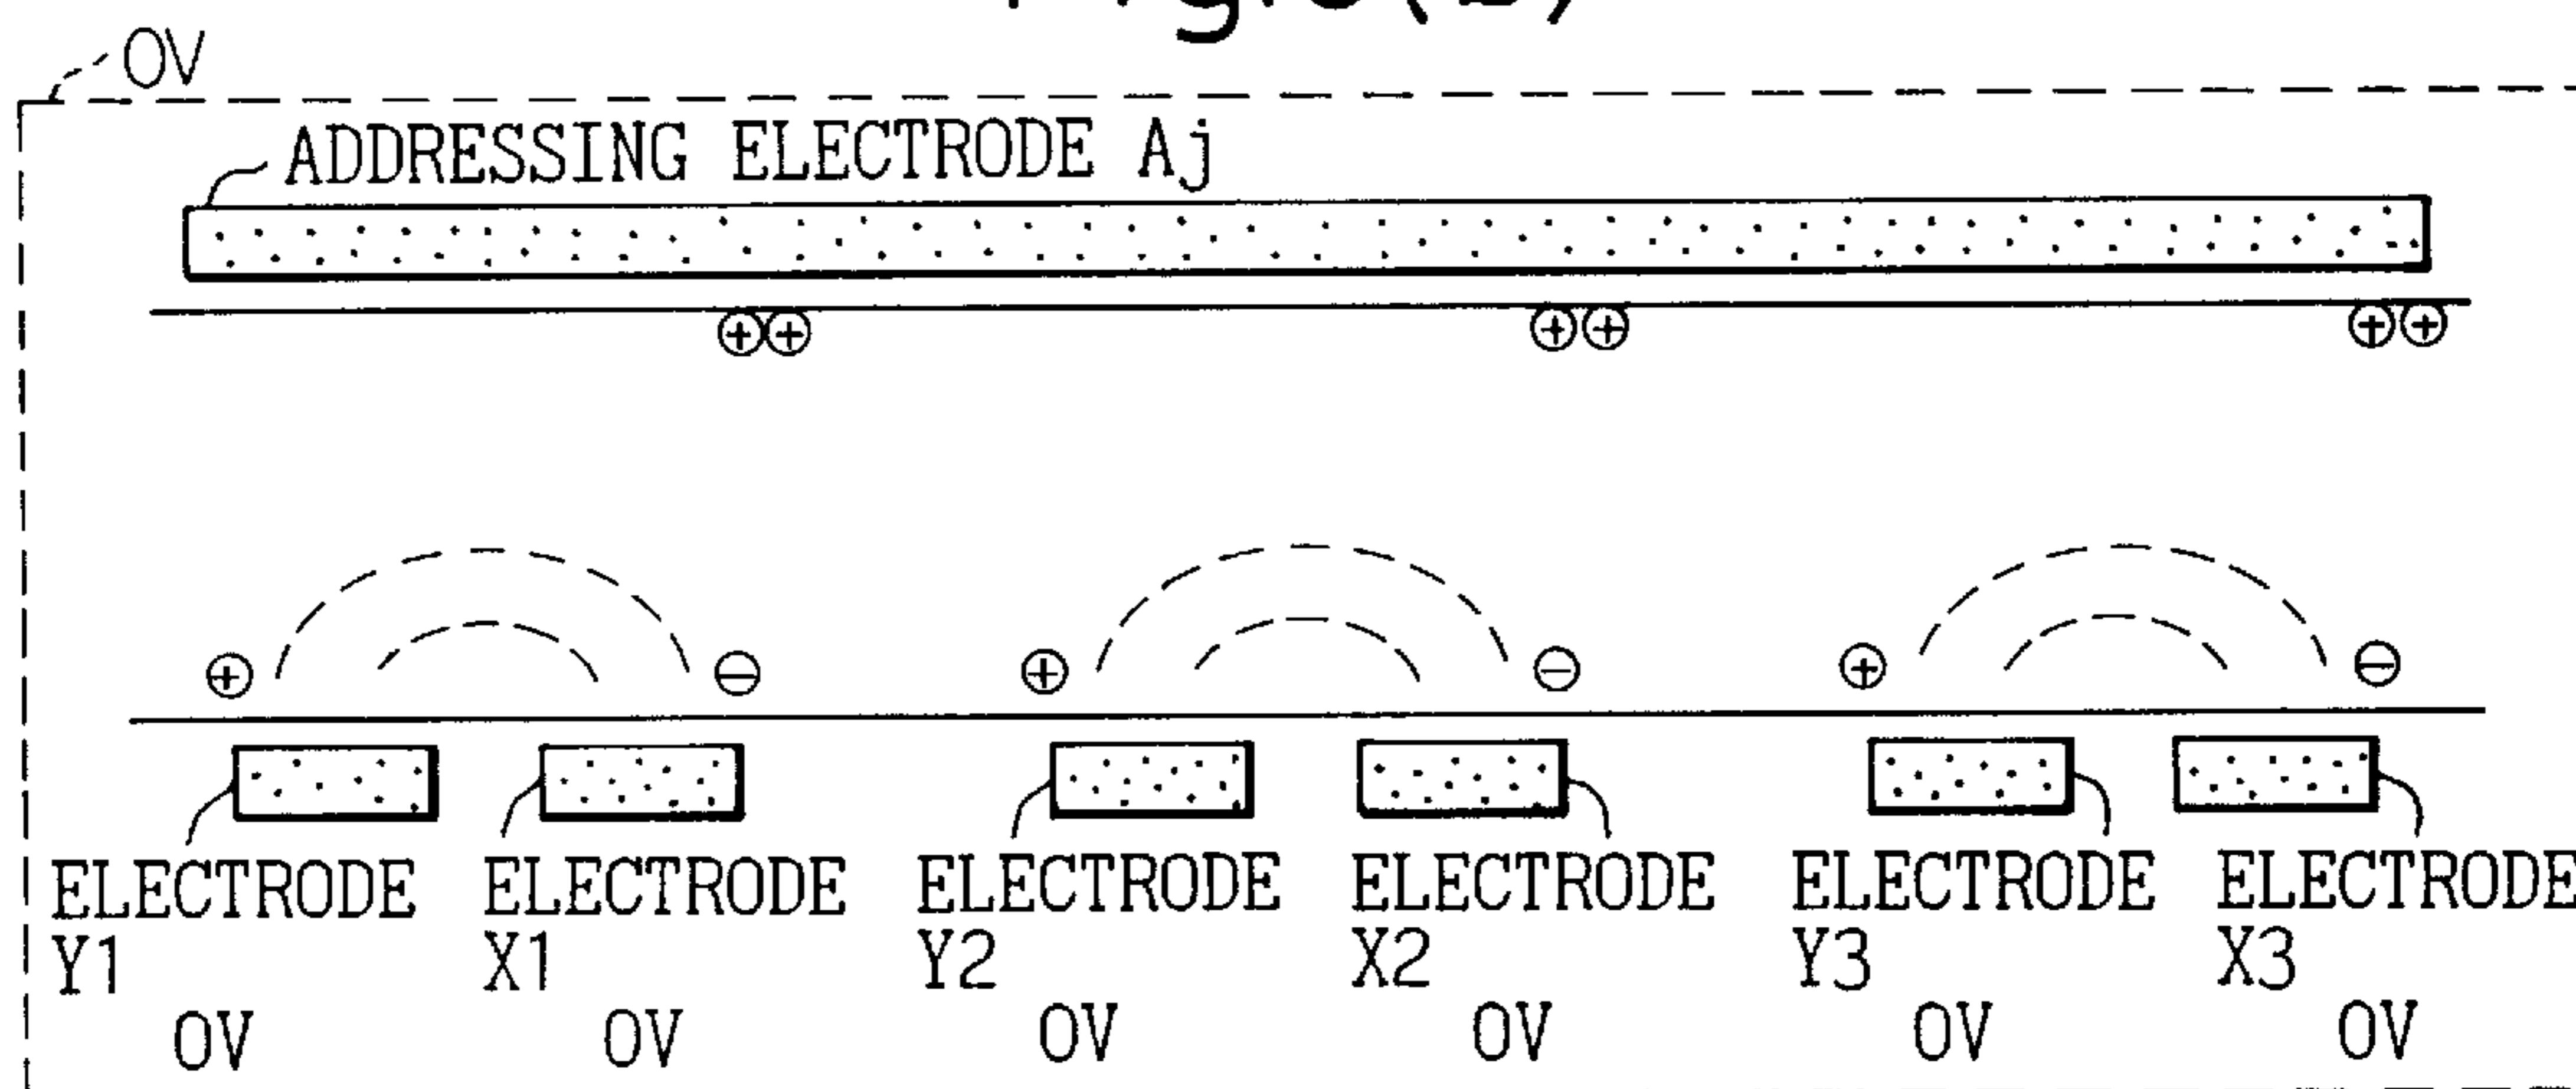 0V
ADDRESSING ELECTRODE Aj
⊕⊕ ⊕⊕ ⊕⊕
⊕ ⊖ ⊕ ⊖ ⊕ ⊖
ELECTRODE ELECTRODE ELECTRODE ELECTRODE ELECTRODE ELECTRODE
Y1 X1 Y2 X2 Y3 X3
0V 0V 0V 0V 0V 0V